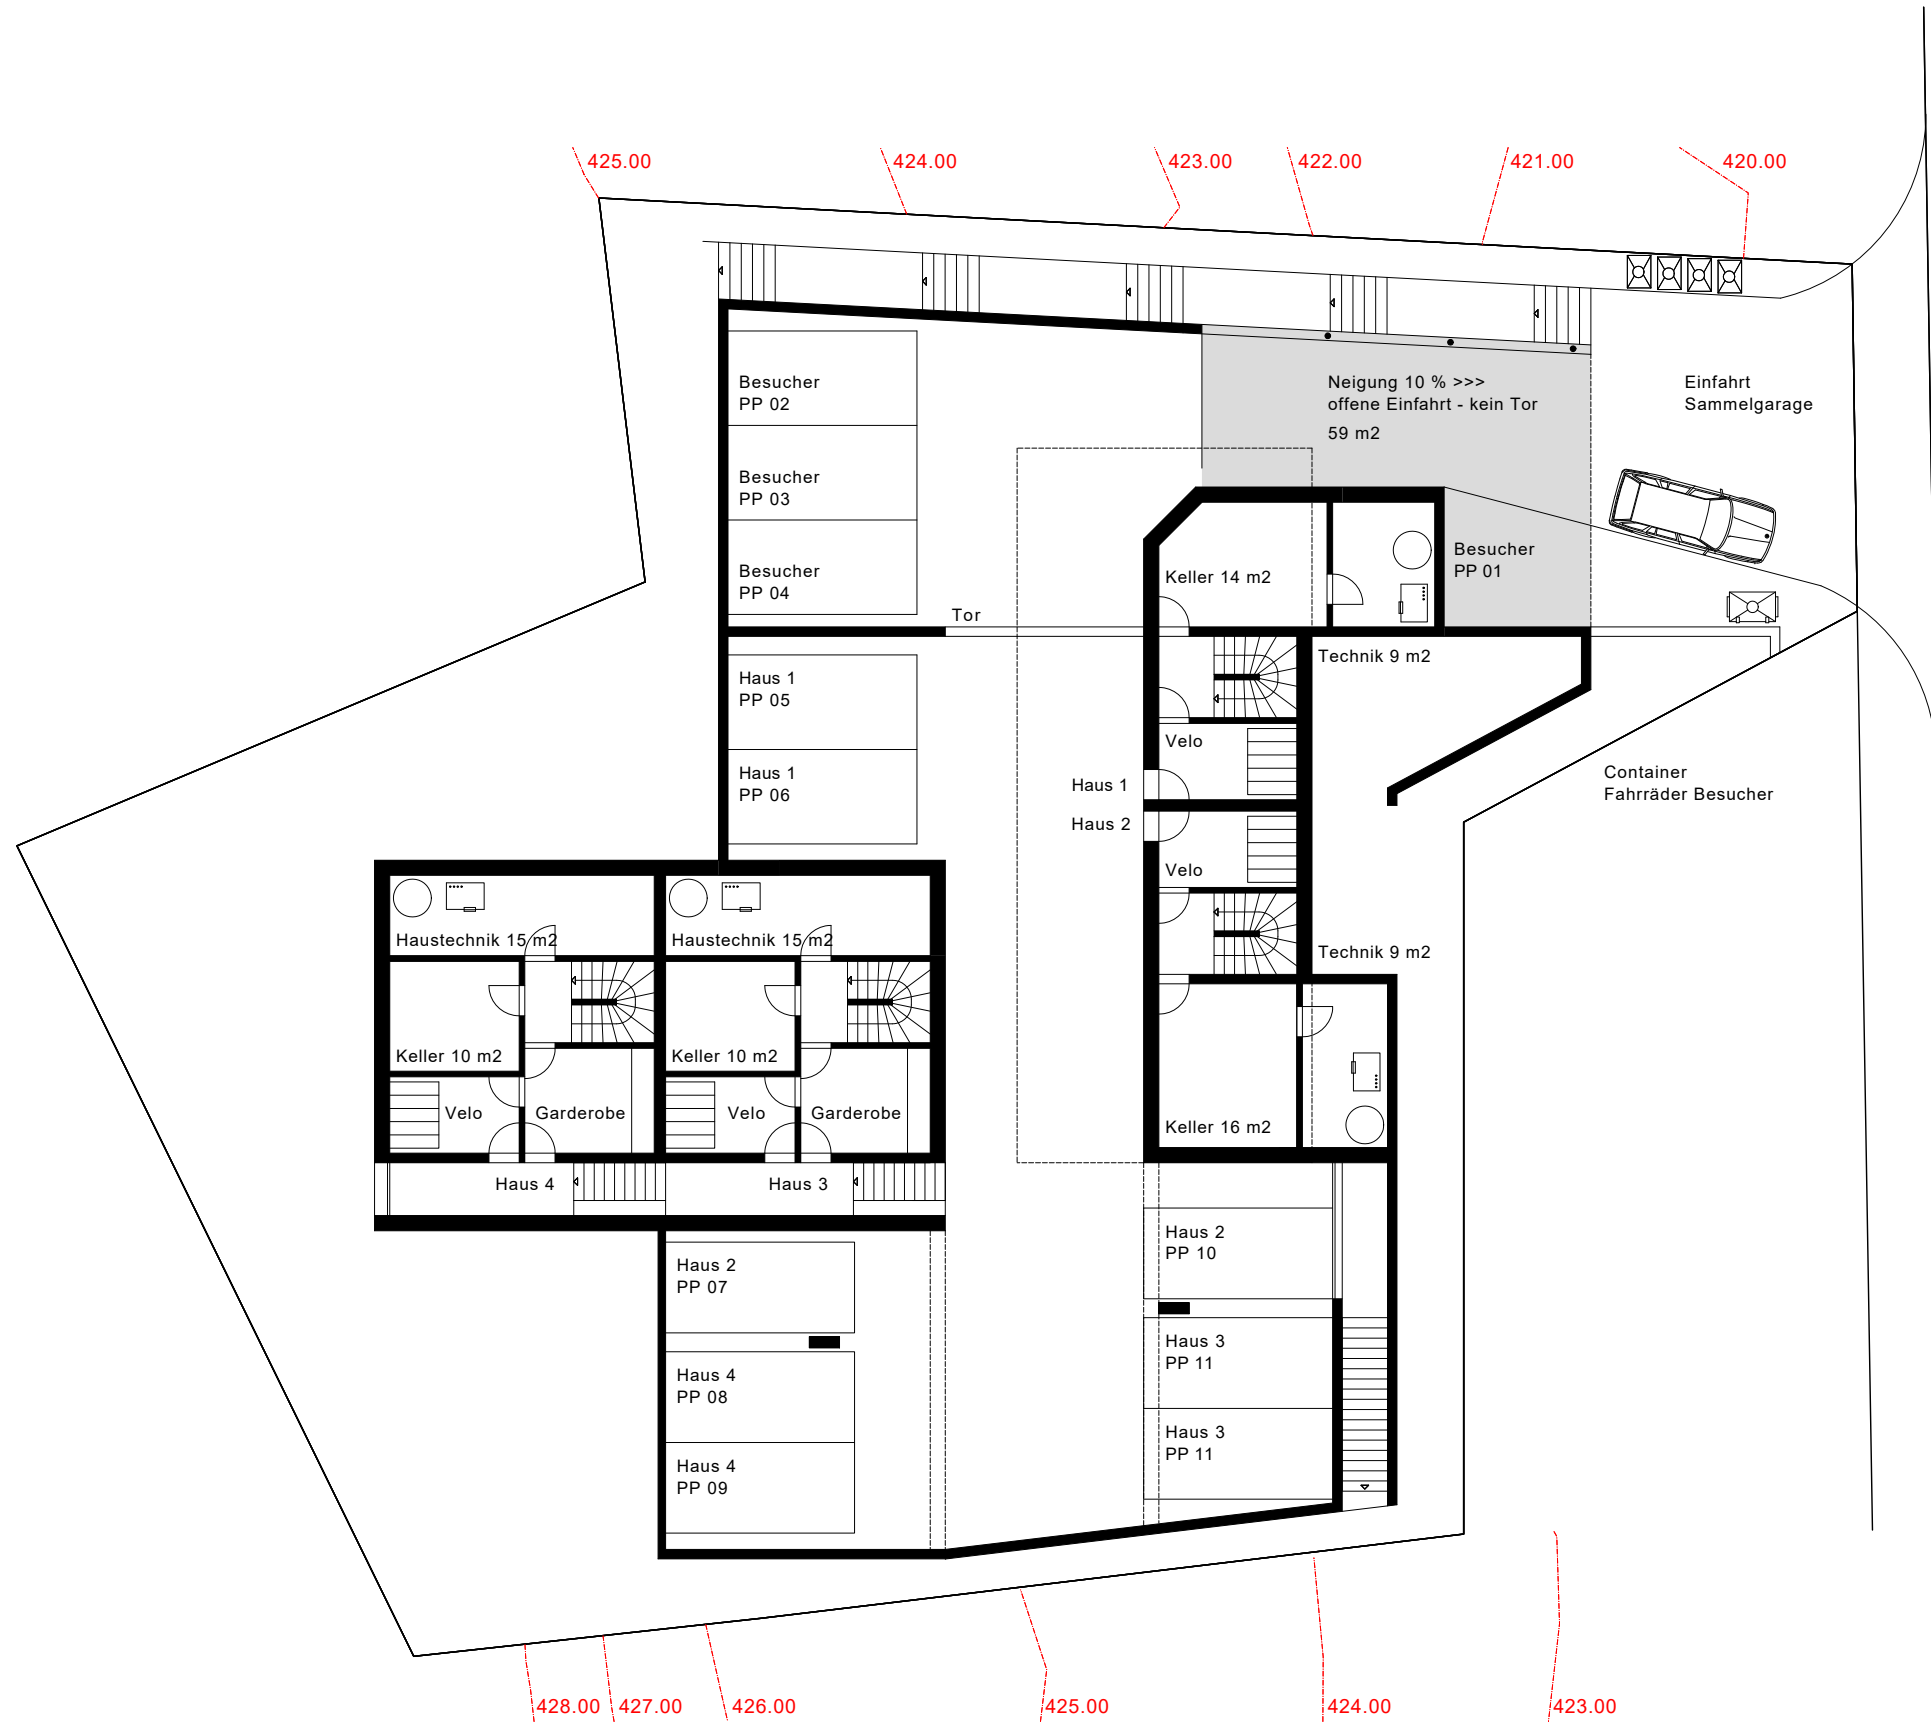 425.00
424.00
423.00
422.00
421.00
420.00
Besucher
PP 02
Neigung 10 % >>>
offene Einfahrt - kein Tor
59 m2
Einfahrt
Sammelgarage
Besucher
PP 03
Besucher
PP 04
Keller 14 m2
Besucher
PP 01
Tor
Technik 9 m2
Haus 1
PP 05
Velo
Haus 1
PP 06
Haus 1
Haus 2
Container
Fahrräder Besucher
Velo
Haustechnik 15 m2
Haustechnik 15 m2
Technik 9 m2
Keller 10 m2
Keller 10 m2
Velo
Garderobe
Velo
Garderobe
Keller 16 m2
Haus 4
Haus 3
Haus 2
PP 07
Haus 2
PP 10
Haus 4
PP 08
Haus 3
PP 11
Haus 4
PP 09
Haus 3
PP 11
428.00
427.00
426.00
425.00
424.00
423.00